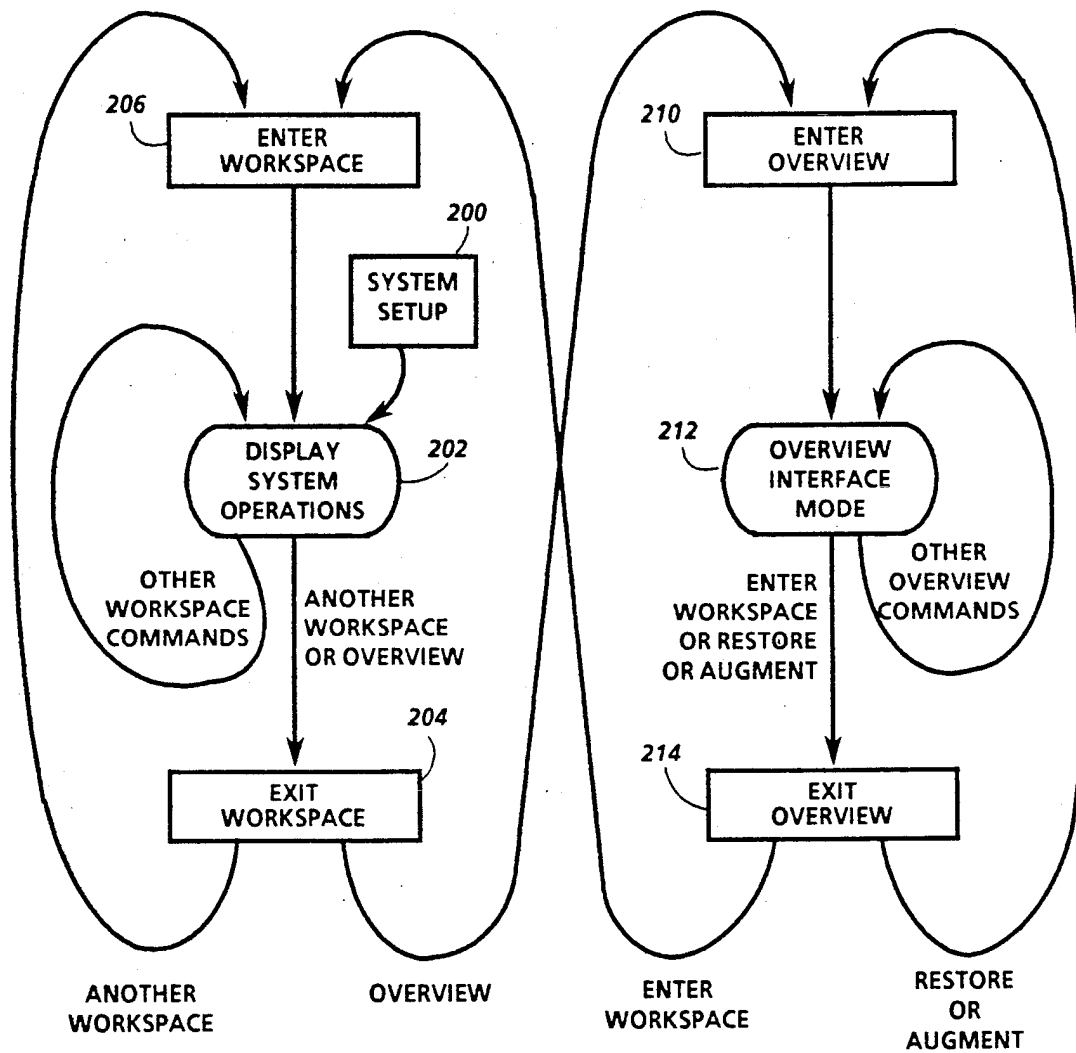 206
ENTER
WORKSPACE
210
ENTER
OVERVIEW
200
SYSTEM
SETUP
DISPLAY
SYSTEM
OPERATIONS
202
212
OVERVIEW
INTERFACE
MODE
OTHER
WORKSPACE
COMMANDS
ANOTHER
WORKSPACE
OR OVERVIEW
ENTER
WORKSPACE
OR RESTORE
OR AUGMENT
OTHER
OVERVIEW
COMMANDS
204
EXIT
WORKSPACE
214
EXIT
OVERVIEW
ANOTHER
WORKSPACE
OVERVIEW
ENTER
WORKSPACE
RESTORE
OR
AUGMENT